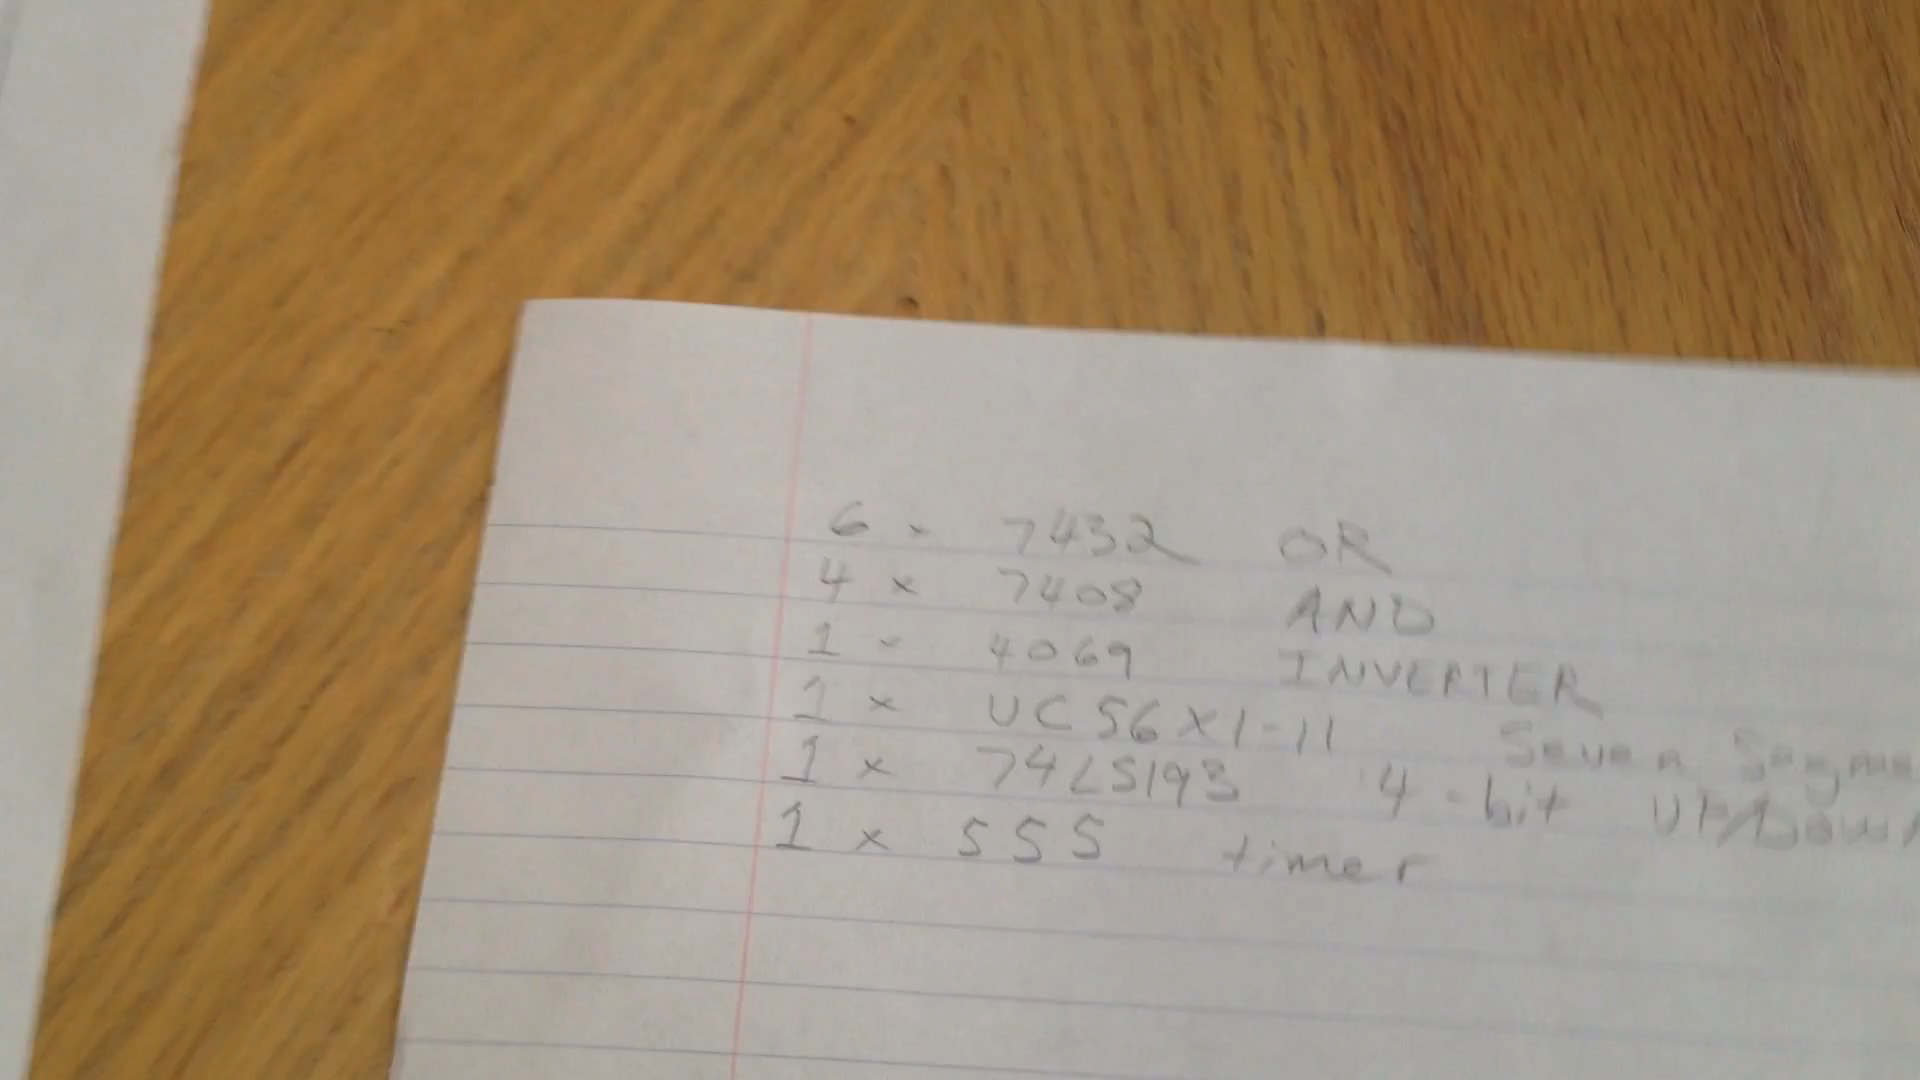 6 x 7432 OR
4 x 7408 AND
1 - 4069 INVERTER
1 x UC56X1-11 Seven Segme
1 x 74LS193 4-bit UP/Down
1 x 555 timer